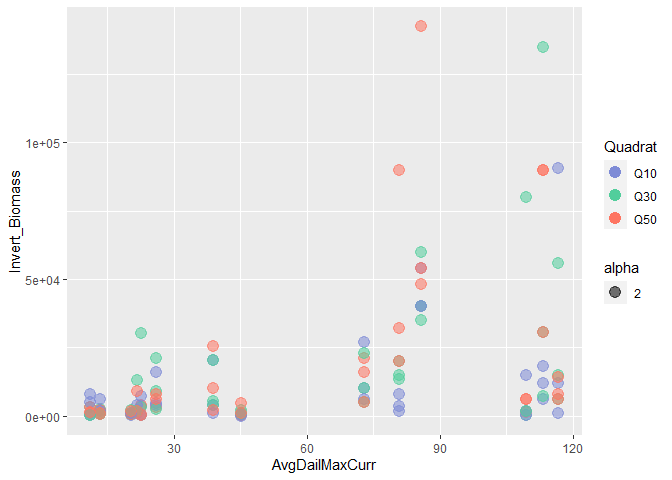 1e+05
5e+04
0e+00
30
60
90
120
AvgDailMaxCurr
Invert_Biomass
Quadrat
Q10
Q30
Q50
alpha
2